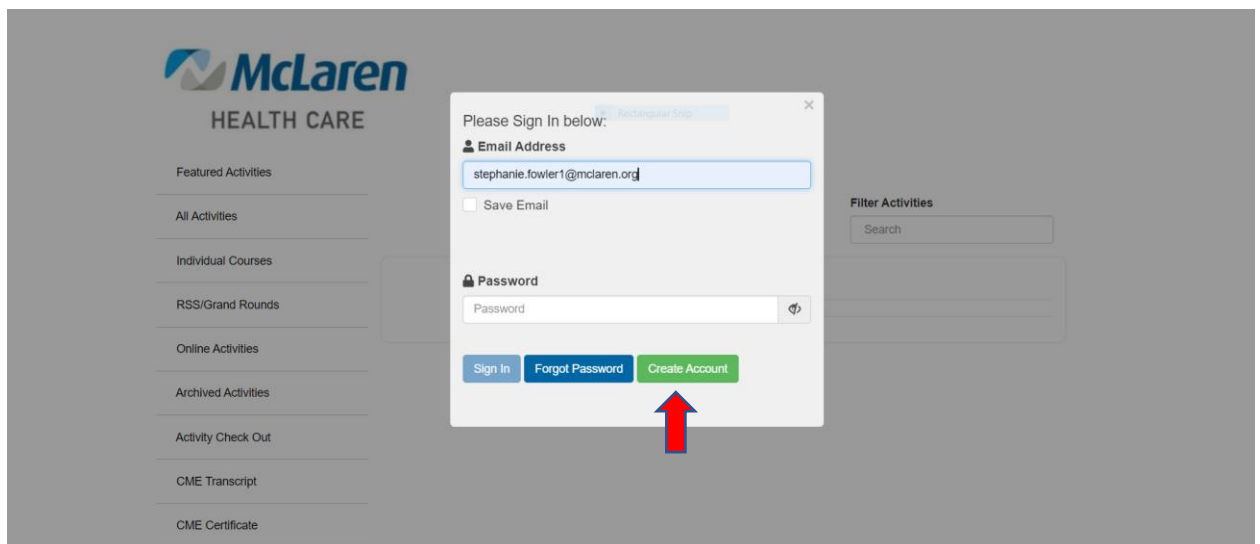 McLaren
HEALTH CARE
Featured Activities
All Activities
Individual Courses
RSS/Grand Rounds
Online Activities
Archived Activities
Activity Check Out
CME Transcript
CME Certificate
Rectangular Snip
×
Please Sign In below:
Email Address
stephanie.fowler1@mclaren.org
Save Email
Password
Password
Sign In Forgot Password Create Account
Filter Activities
Search